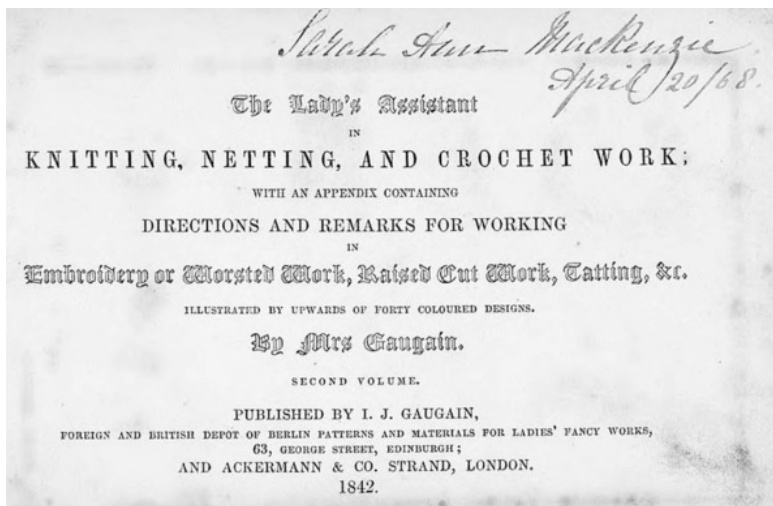 Sarah Ann Mackenzie
April 20/68.
The Lady's Assistant
IN
KNITTING, NETTING, AND CROCHET WORK;
WITH AN APPENDIX CONTAINING
DIRECTIONS AND REMARKS FOR WORKING
IN
Embroidery or Worsted Work, Raised Cut Work, Tatting, &c.
ILLUSTRATED BY UPWARDS OF FORTY COLOURED DESIGNS.
By Mrs Gaugain.
SECOND VOLUME.
PUBLISHED BY I. J. GAUGAIN,
FOREIGN AND BRITISH DEPOT OF BERLIN PATTERNS AND MATERIALS FOR LADIES' FANCY WORKS,
63, GEORGE STREET, EDINBURGH;
AND ACKERMANN & CO. STRAND, LONDON.
1842.